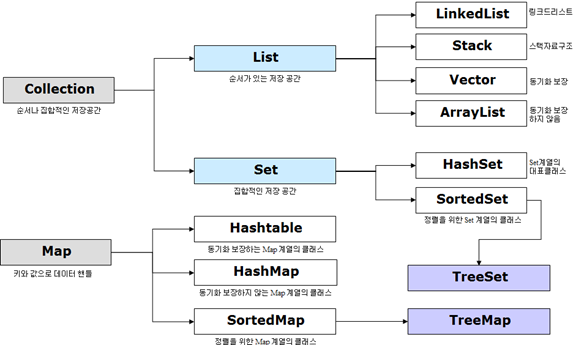 LinkedList
링크드리스트
List
순서가 있는 저장 공간
Stack
스택자료구조
Collection
순서나 집합적인 저장공간
Vector
동기화 보장
ArrayList
동기화 보장
하지 않음
Set
집합적인 저장 공간
HashSet
Set계열의
대표클래스
SortedSet
정렬을 위한 Set 계열의 클래스
Hashtable
동기화 보장하는 Map 계열의 클래스
Map
키와 값으로 데이터 핸들
HashMap
동기화 보장하지 않는 Map 계열의 클래스
TreeSet
SortedMap
정렬을 위한 Map 계열의 클래스
TreeMap